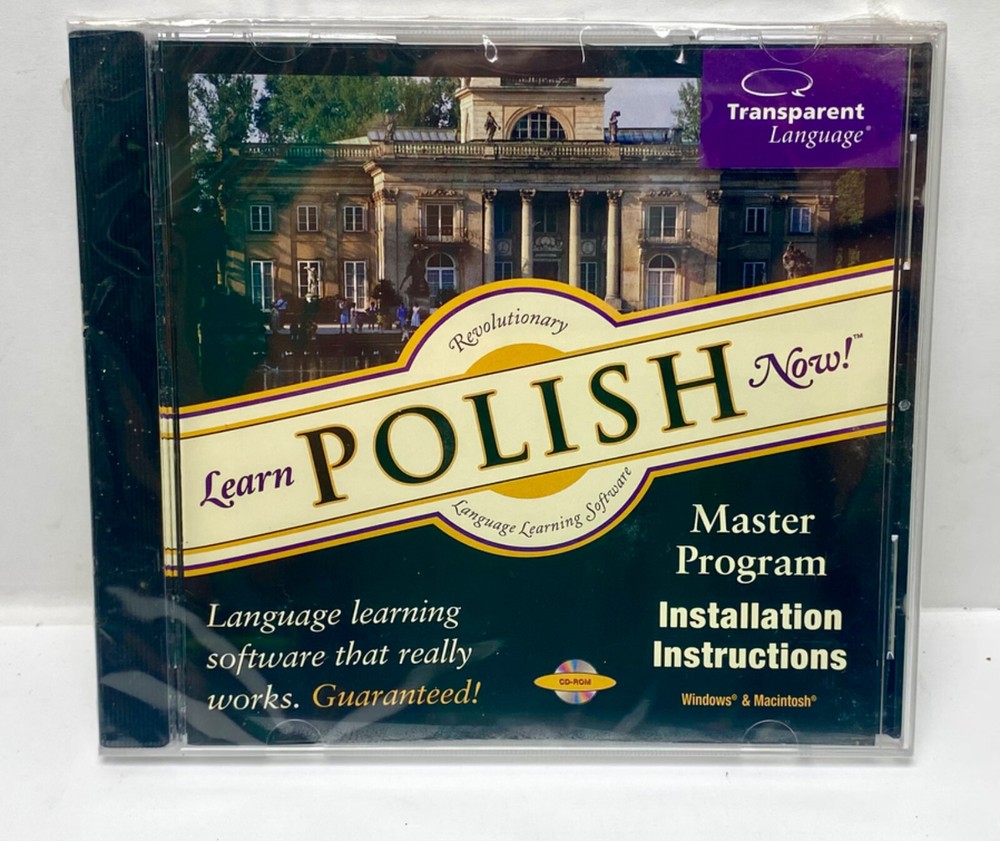 Transparent
Language®
Revolutionary
Learn POLISH Now!™
Language Learning Software
Master
Program
Installation
Instructions
Windows® & Macintosh®
Language learning
software that really
works. Guaranteed!
CD-ROM